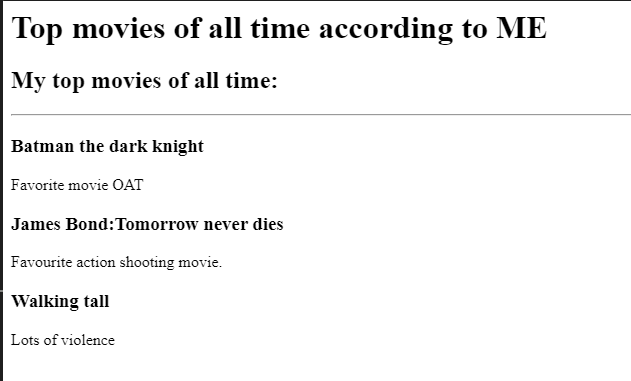 Top movies of all time according to ME
My top movies of all time:
Batman the dark knight
Favorite movie OAT
James Bond:Tomorrow never dies
Favourite action shooting movie.
Walking tall
Lots of violence